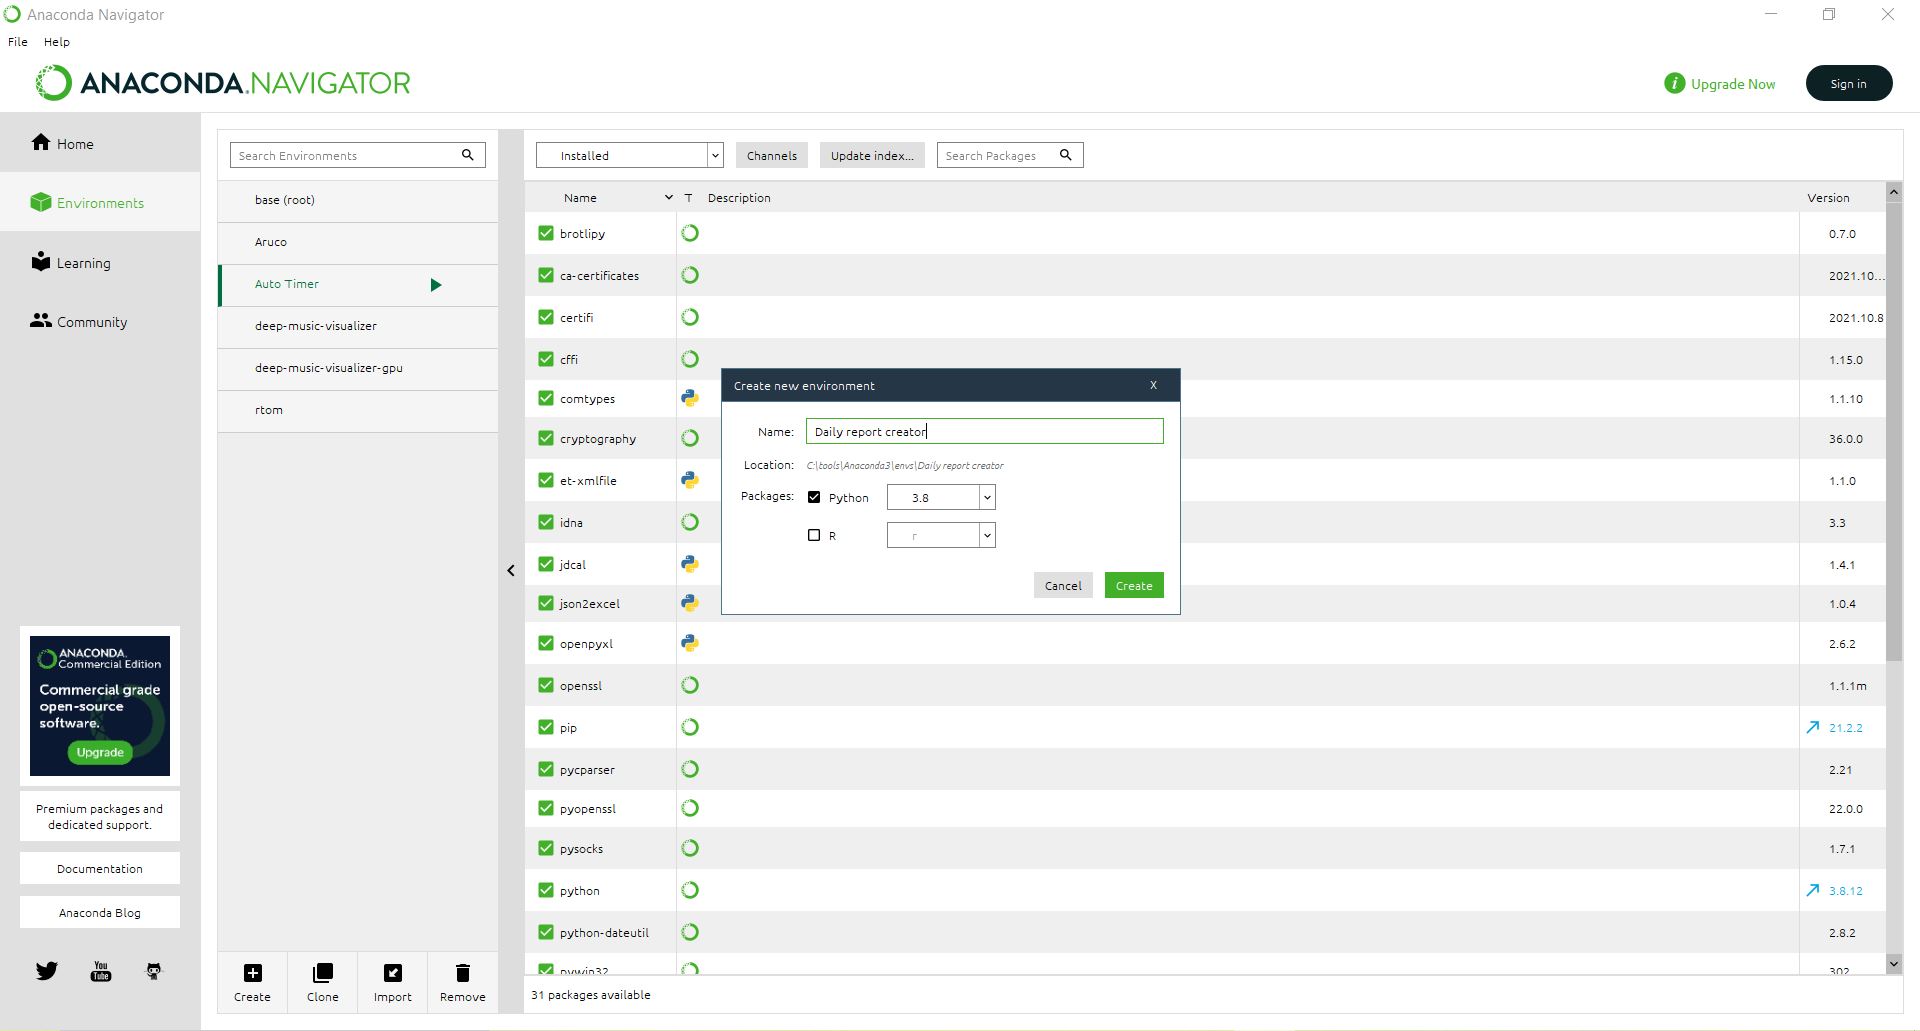 Anaconda Navigator
File Help
ANACONDA.NAVIGATOR
Upgrade Now
Sign in
Home
Environments
Learning
Community
ANACONDA.
Commercial Edition
Commercial grade
open-source
software.
Upgrade
Premium packages and
dedicated support.
Documentation
Anaconda Blog
You
Tube
Search Environments
base (root)
Aruco
Auto Timer
deep-music-visualizer
deep-music-visualizer-gpu
rtom
Create Clone Import Remove
Installed Channels Update index... Search Packages
Name T Description Version
brotlipy 0.7.0
ca-certificates 2021.10...
certifi 2021.10.8
cffi 1.15.0
comtypes 1.1.10
cryptography 36.0.0
et-xmlfile 1.1.0
idna 3.3
jdcal 1.4.1
json2excel 1.0.4
openpyxl 2.6.2
openssl 1.1.1m
pip 21.2.2
pycparser 2.21
pyopenssl 22.0.0
pysocks 1.7.1
python 3.8.12
python-dateutil 2.8.2
pywin32 302
31 packages available
Create new environment X
Name: Daily report creator
Location: C:\tools\Anaconda3\envs\Daily report creator
Packages: Python 3.8
R r
Cancel Create